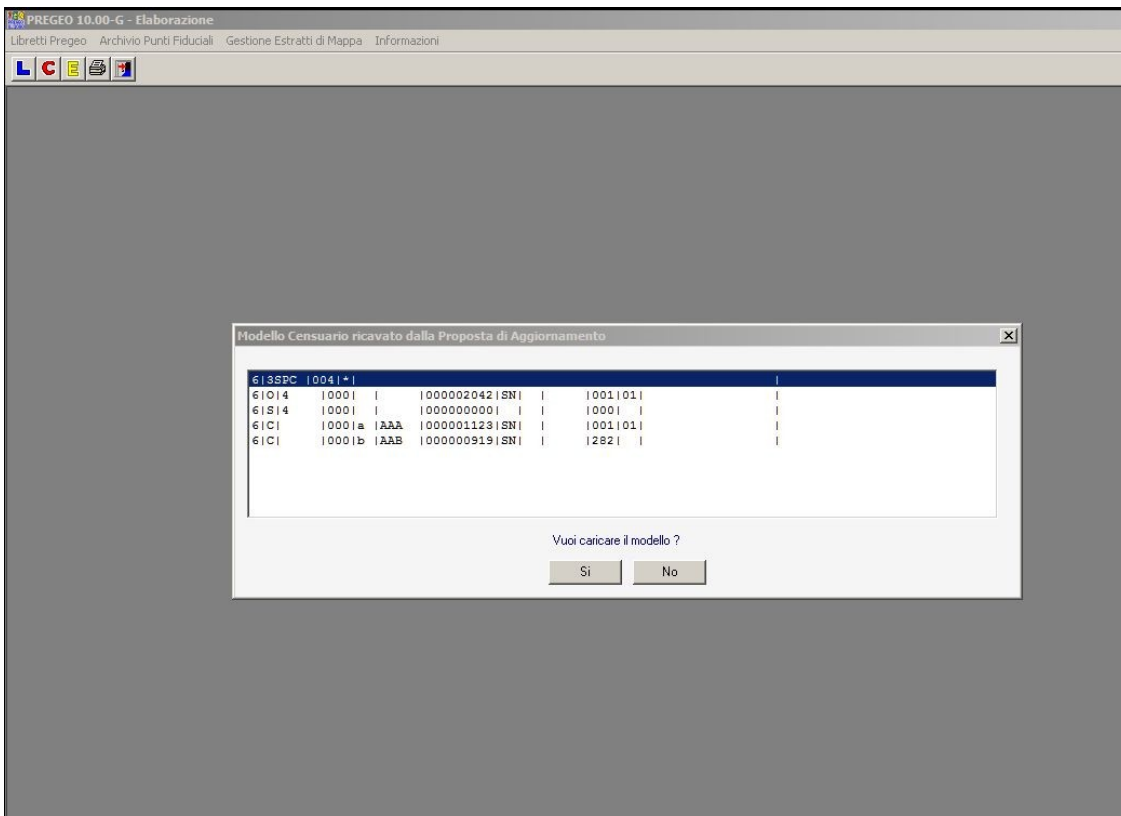 PREGEO 10.00-G - Elaborazione
Libretti Pregeo Archivio Punti Fiduciali Gestione Estratti di Mappa Informazioni
L C E
Modello Censuario ricavato dalla Proposta di Aggiornamento
6|3SPC |004|*| |
6|O|4 |000| | |000002042|SN| | |001|01| |
6|S|4 |000| | |000000000| | | |000| | |
6|C| |000|a |AAA |000001123|SN| | |001|01| |
6|C| |000|b |AAB |000000919|SN| | |282| | |
Vuoi caricare il modello ?
Si No